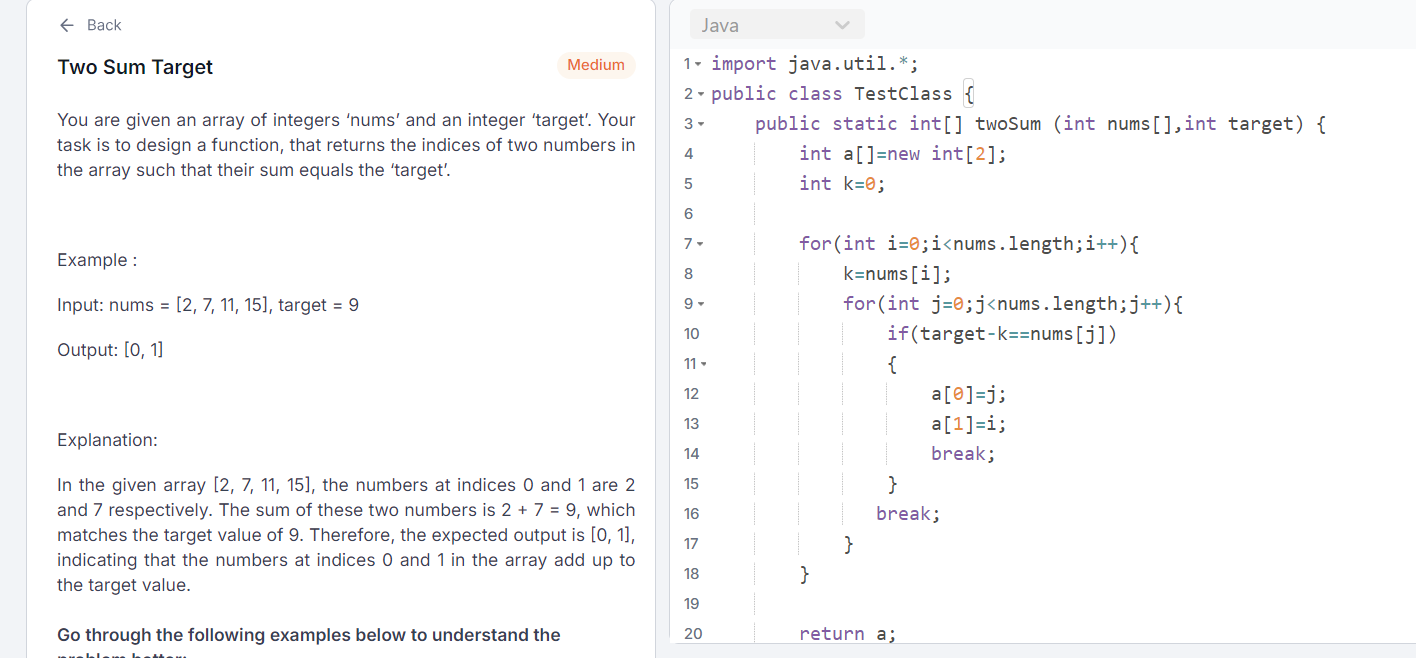 Back
Two Sum Target
Medium
You are given an array of integers ‘nums’ and an integer ‘target’. Your
task is to design a function, that returns the indices of two numbers in
the array such that their sum equals the ‘target’.
Example :
Input: nums = [2, 7, 11, 15], target = 9
Output: [0, 1]
Explanation:
In the given array [2, 7, 11, 15], the numbers at indices 0 and 1 are 2
and 7 respectively. The sum of these two numbers is 2 + 7 = 9, which
matches the target value of 9. Therefore, the expected output is [0, 1],
indicating that the numbers at indices 0 and 1 in the array add up to
the target value.
Go through the following examples below to understand the
problem better:
Java
1 import java.util.*;
2 public class TestClass {
3 public static int[] twoSum (int nums[],int target) {
4 int a[]=new int[2];
5 int k=0;
6
7 for(int i=0;i<nums.length;i++){
8 k=nums[i];
9 for(int j=0;j<nums.length;j++){
10 if(target-k==nums[j])
11 {
12 a[0]=j;
13 a[1]=i;
14 break;
15 }
16 break;
17 }
18 }
19
20 return a;